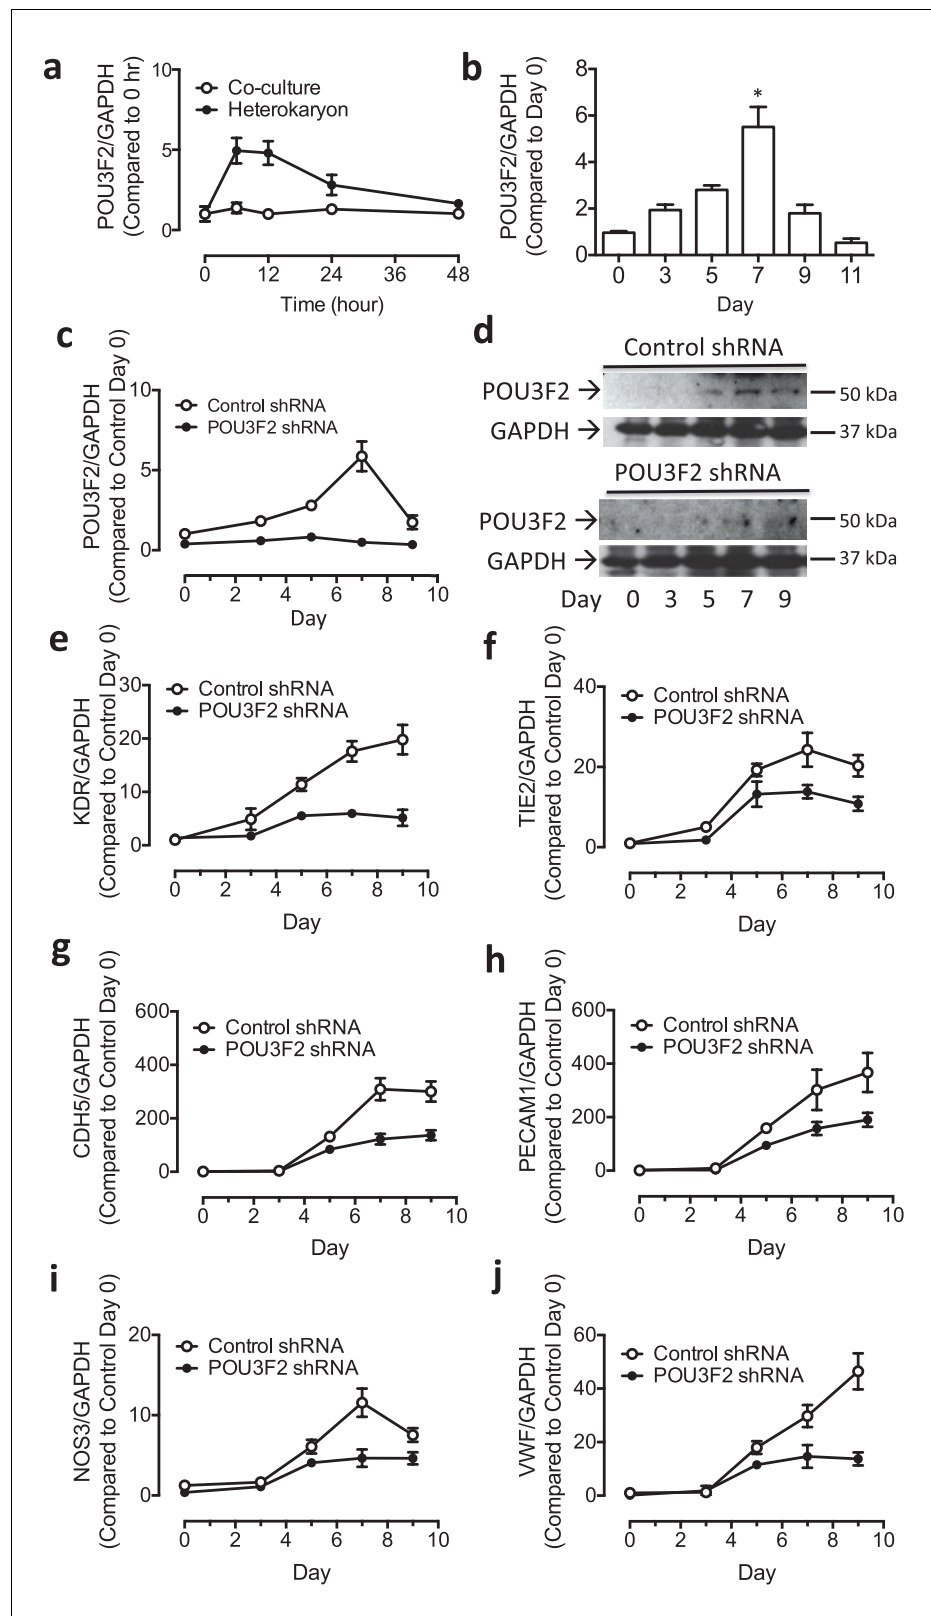 a
POU3F2/GAPDH
(Compared to 0 hr)
10
5
0
Co-culture
Heterokaryon
0 12 24 36 48
Time (hour)
b
POU3F2/GAPDH
(Compared to Day 0)
8
6
4
2
0
*
0 3 5 7 9 11
Day
c
POU3F2/GAPDH
(Compared to Control Day 0)
10
5
0
Control shRNA
POU3F2 shRNA
0 2 4 6 8 10
Day
d
Control shRNA
POU3F2 → 50 kDa
GAPDH → 37 kDa
POU3F2 shRNA
POU3F2 → 50 kDa
GAPDH → 37 kDa
Day 0 3 5 7 9
e
KDR/GAPDH
(Compared to Control Day 0)
30
20
10
0
Control shRNA
POU3F2 shRNA
0 2 4 6 8 10
Day
f
TIE2/GAPDH
(Compared to Control Day 0)
40
20
0
Control shRNA
POU3F2 shRNA
0 2 4 6 8 10
Day
g
CDH5/GAPDH
(Compared to Control Day 0)
600
400
200
0
Control shRNA
POU3F2 shRNA
0 2 4 6 8 10
Day
h
PECAM1/GAPDH
(Compared to Control Day 0)
600
400
200
0
Control shRNA
POU3F2 shRNA
0 2 4 6 8 10
Day
i
NOS3/GAPDH
(Compared to Control Day 0)
20
10
0
Control shRNA
POU3F2 shRNA
0 2 4 6 8 10
Day
j
VWF/GAPDH
(Compared to Control Day 0)
60
40
20
0
Control shRNA
POU3F2 shRNA
0 2 4 6 8 10
Day